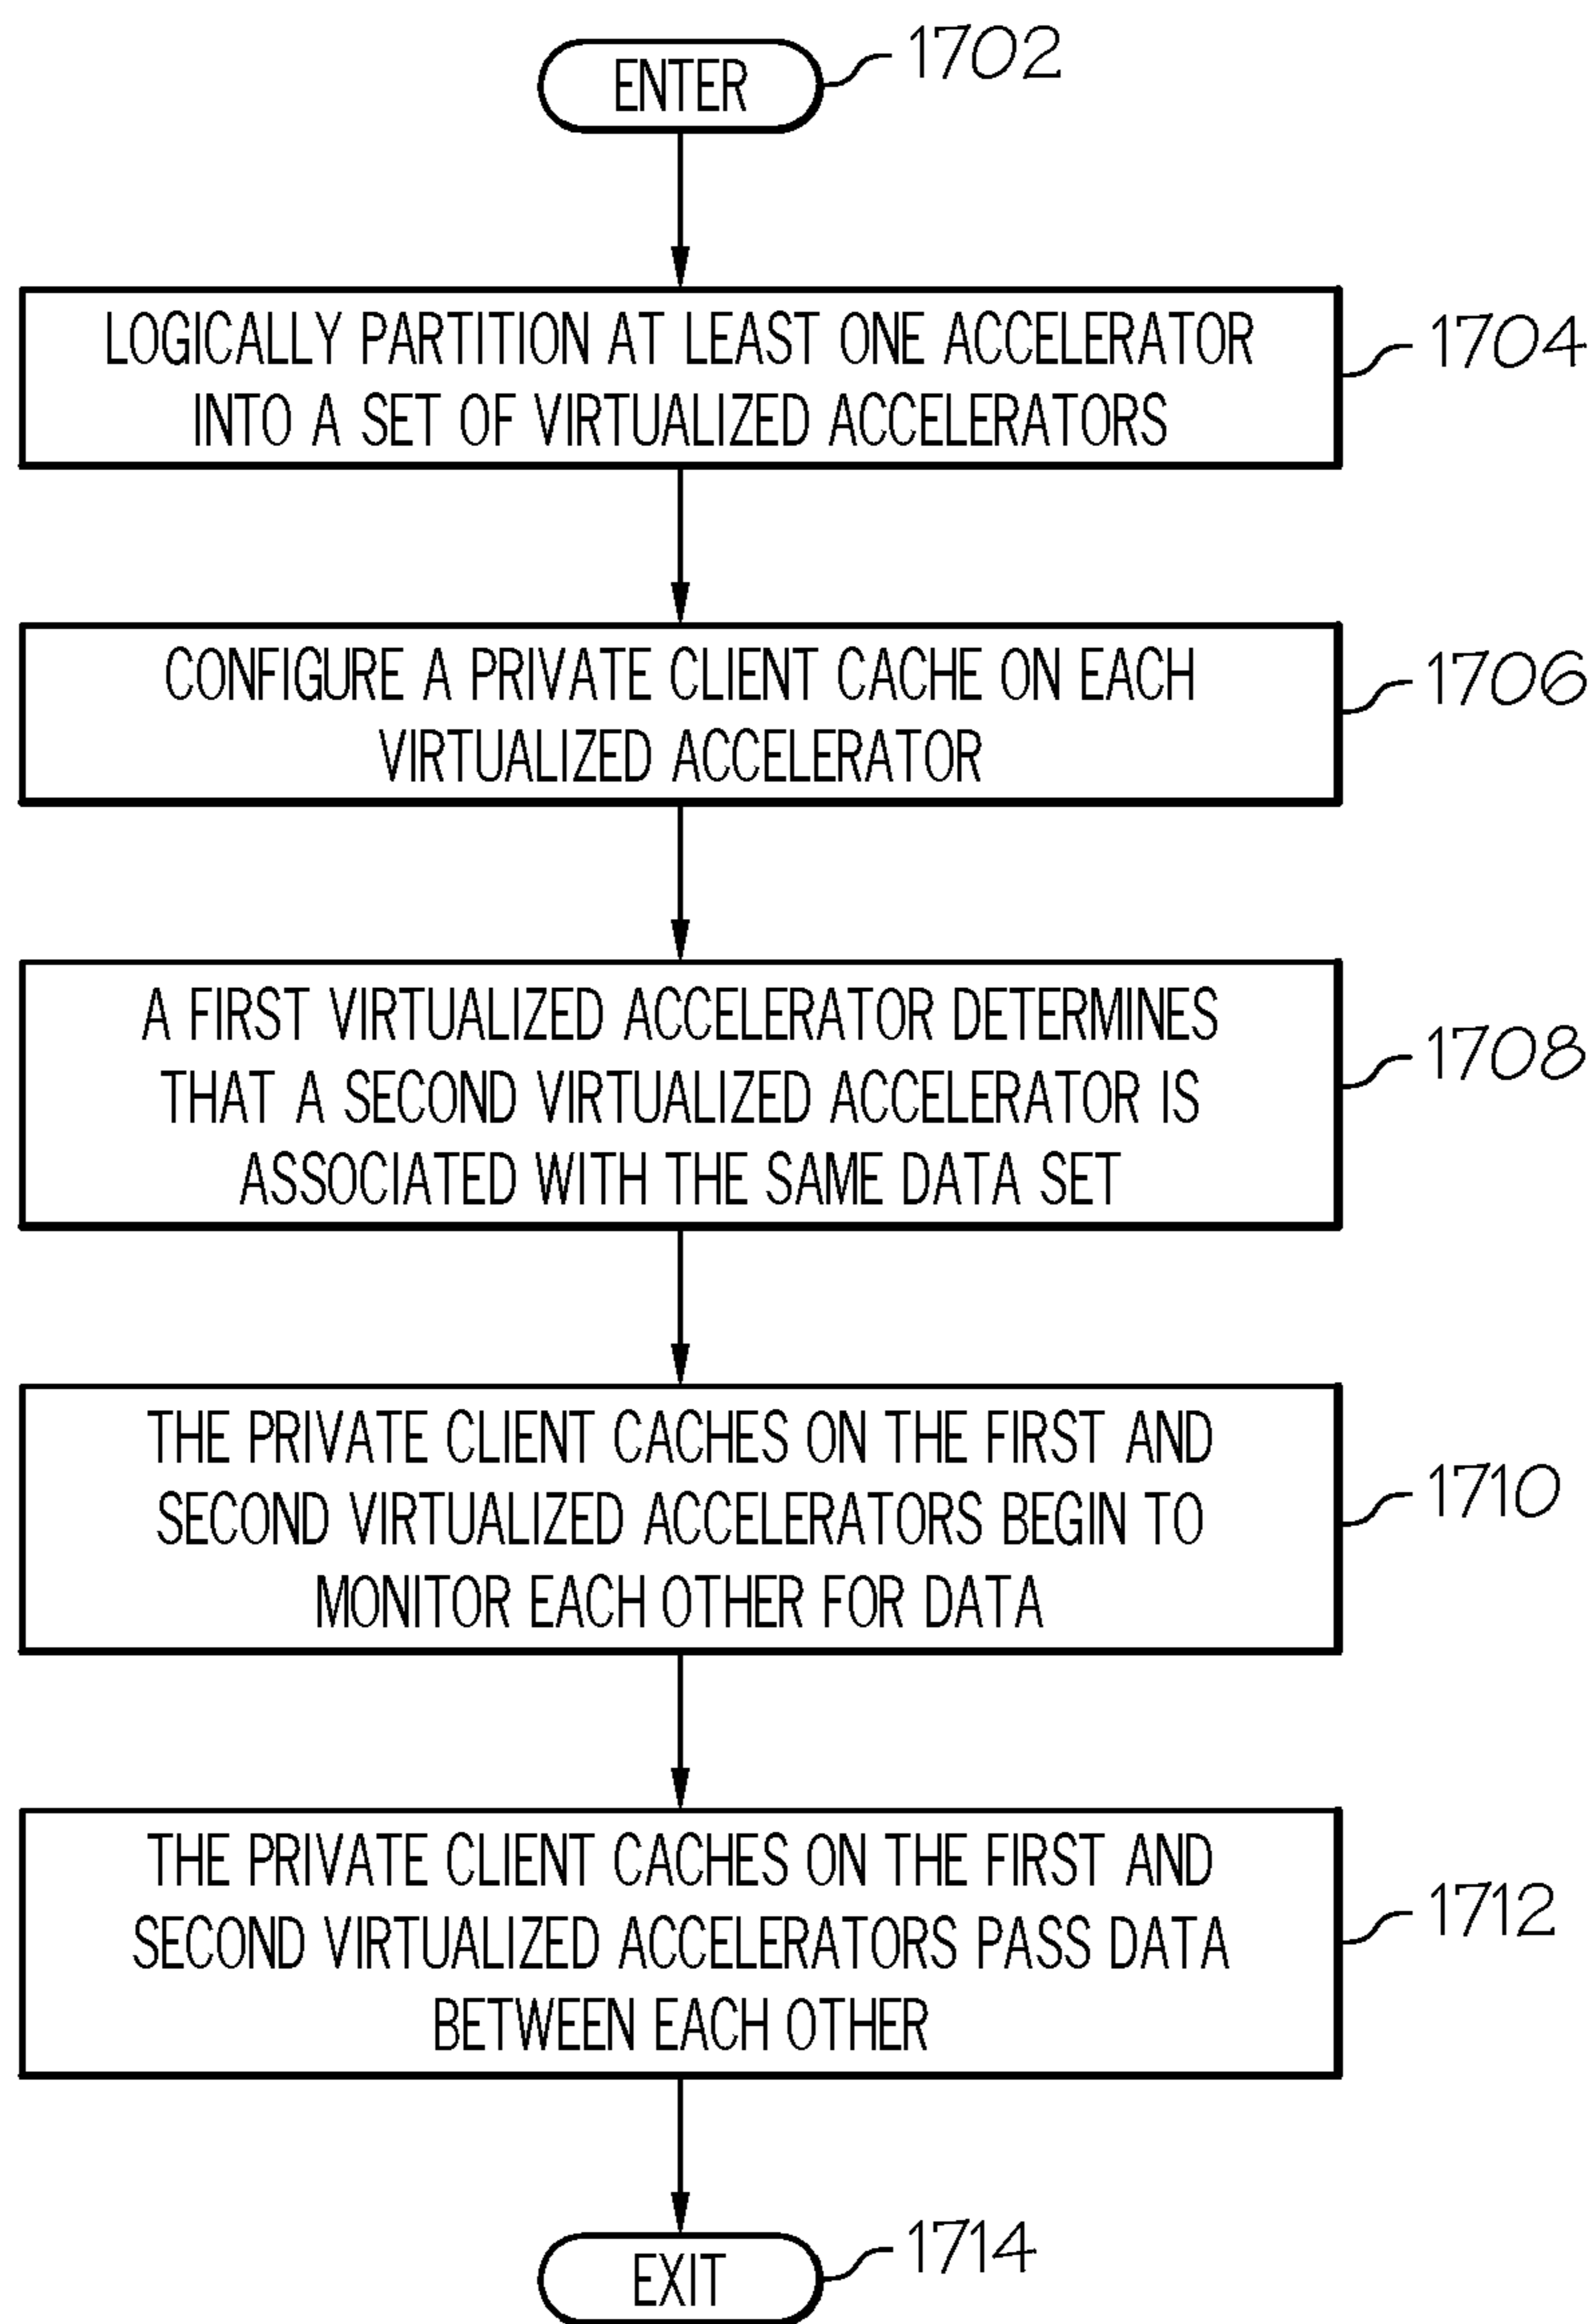 ENTER
1702
LOGICALLY PARTITION AT LEAST ONE ACCELERATOR
INTO A SET OF VIRTUALIZED ACCELERATORS
1704
CONFIGURE A PRIVATE CLIENT CACHE ON EACH
VIRTUALIZED ACCELERATOR
1706
A FIRST VIRTUALIZED ACCELERATOR DETERMINES
THAT A SECOND VIRTUALIZED ACCELERATOR IS
ASSOCIATED WITH THE SAME DATA SET
1708
THE PRIVATE CLIENT CACHES ON THE FIRST AND
SECOND VIRTUALIZED ACCELERATORS BEGIN TO
MONITOR EACH OTHER FOR DATA
1710
THE PRIVATE CLIENT CACHES ON THE FIRST AND
SECOND VIRTUALIZED ACCELERATORS PASS DATA
BETWEEN EACH OTHER
1712
EXIT
1714